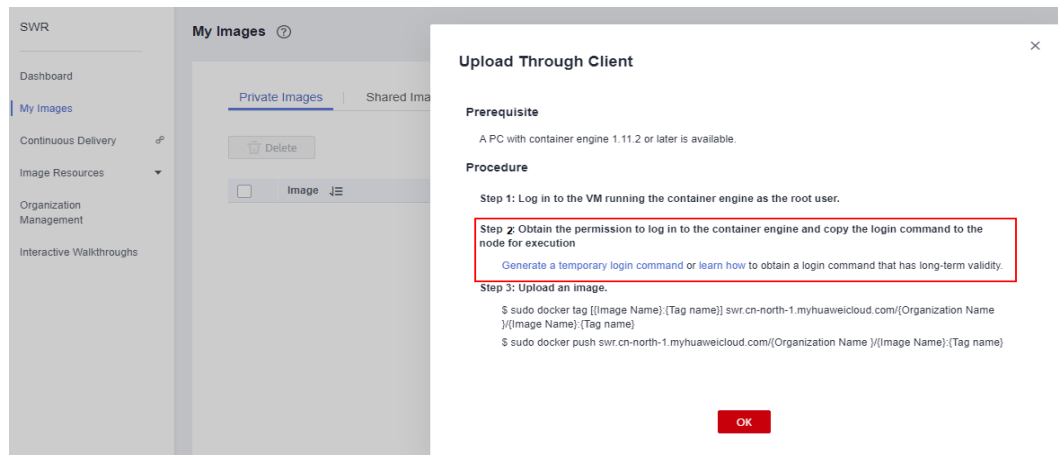 SWR
Dashboard
My Images
Continuous Delivery
Image Resources
Organization
Management
Interactive Walkthroughs
My Images
Private Images
Shared Ima
Delete
Image
Upload Through Client
Prerequisite
A PC with container engine 1.11.2 or later is available.
Procedure
Step 1: Log in to the VM running the container engine as the root user.
Step 2: Obtain the permission to log in to the container engine and copy the login command to the
node for execution
Generate a temporary login command or learn how to obtain a login command that has long-term validity.
Step 3: Upload an image.
$ sudo docker tag [{Image Name}:{Tag name}] swr.cn-north-1.myhuaweicloud.com/{Organization Name
}/{Image Name}:{Tag name}
$ sudo docker push swr.cn-north-1.myhuaweicloud.com/{Organization Name }/{Image Name}:{Tag name}
OK